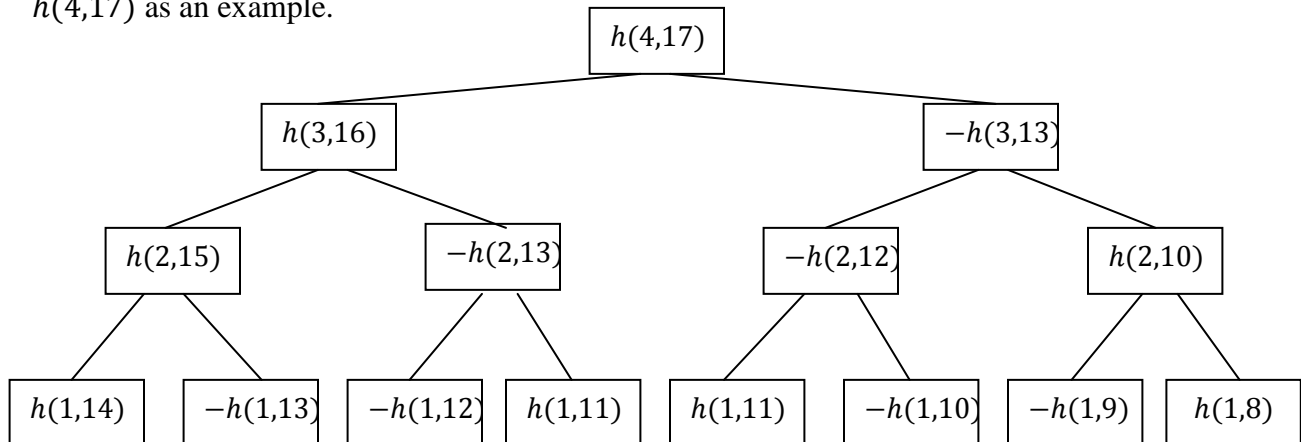 h(4,17) as an example.
h(4,17)
h(3,16) −h(3,13)
h(2,15) −h(2,13) −h(2,12) h(2,10)
h(1,14) −h(1,13) −h(1,12) h(1,11) h(1,11) −h(1,10) −h(1,9) h(1,8)